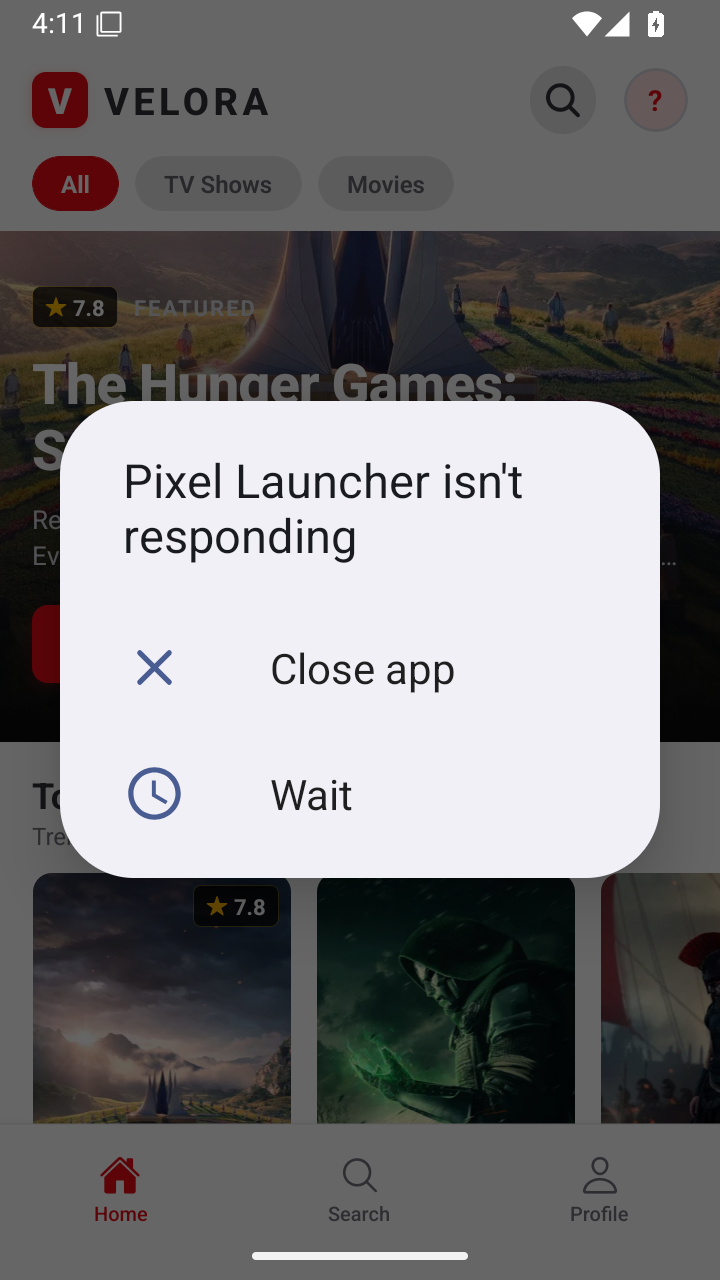 4:11
V VELORA
?
All TV Shows Movies
7.8 FEATURED
The Hunger Games:
Pixel Launcher isn't
responding
Close app
Wait
7.8
Home Search Profile